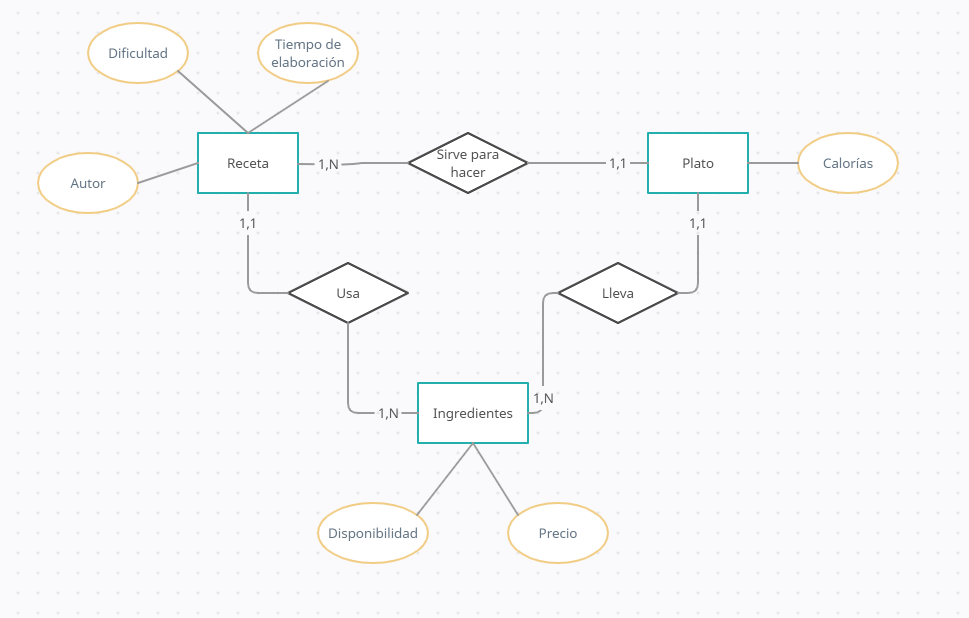 Dificultad
Tiempo de
elaboración
Autor
Receta
1,N
Sirve para
hacer
1,1
Plato
Calorías
1,1
1,1
Usa
Lleva
1,N
Ingredientes
1,N
Disponibilidad
Precio